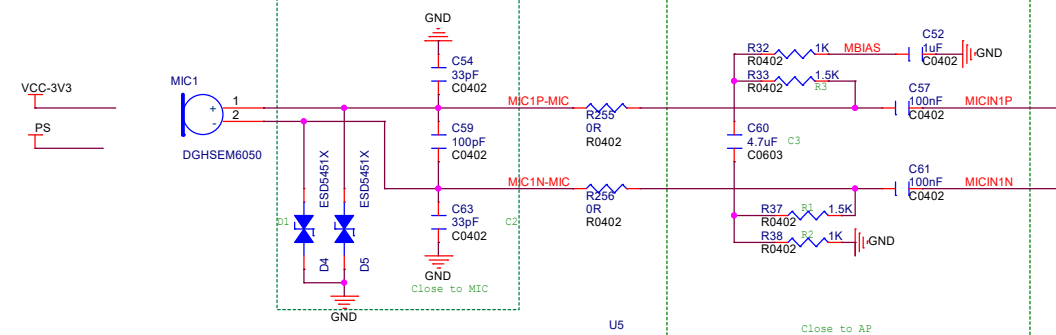 VCC-3V3
PS
MIC1
+
-
1
2
DGHSEM6050
GND
C54
33pF
C0402
C59
100pF
C0402
C63
33pF
C0402
GND
Close to MIC
C2
ESD5451X
ESD5451X
D1
D4
D5
GND
MIC1P-MIC
R255
0R
R0402
MIC1N-MIC
R256
0R
R0402
U5
R32
1K
R0402
MBIAS
C52
1uF
C0402
GND
R33
1.5K
R0402
R3
C57
100nF
C0402
MICIN1P
C60
4.7uF
C0603
C3
C61
100nF
C0402
MICIN1N
R37
R1
1.5K
R0402
R38
R2
1K
R0402
GND
Close to AP